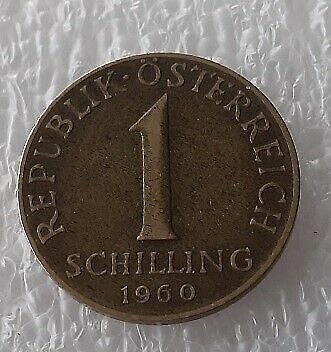 REPUBLIK·ÖSTERREICH
1
SCHILLING
1960